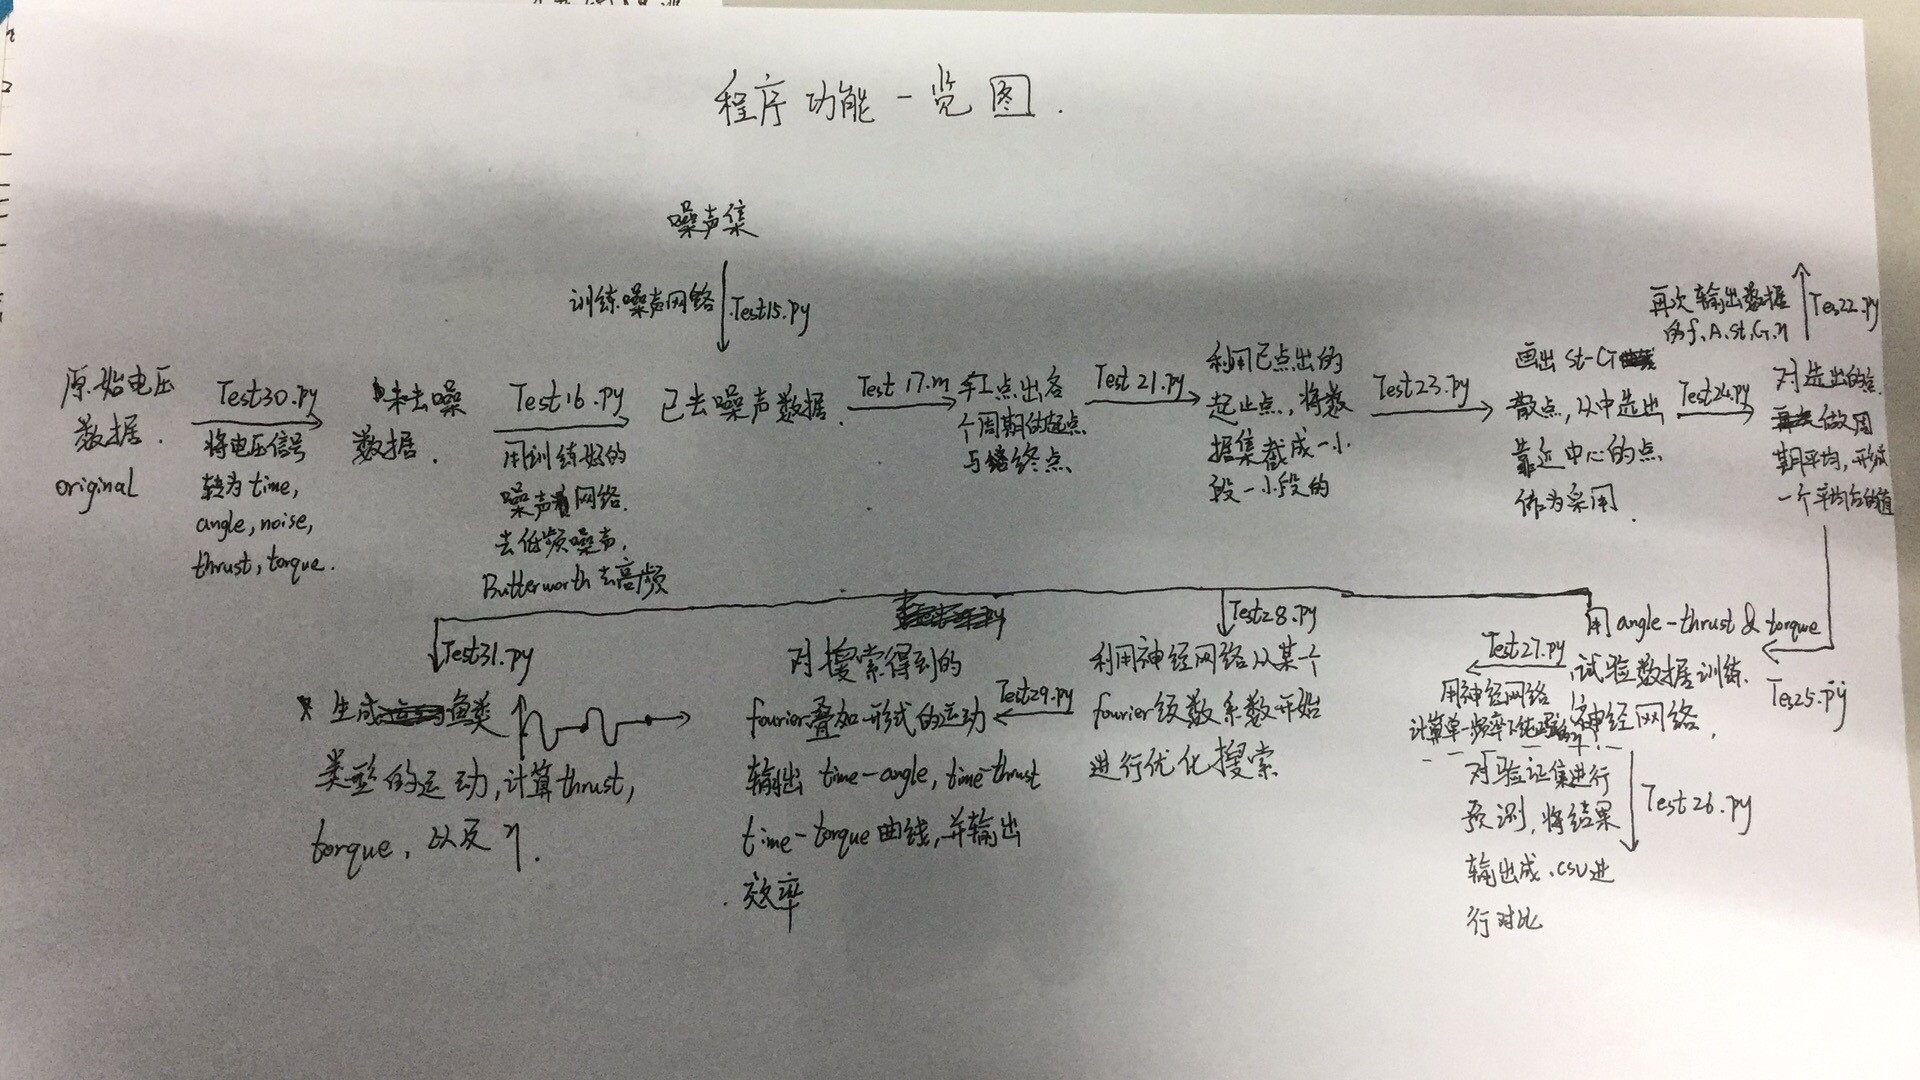 程序功能一览图.
噪声集
训练噪声网络
Test15.py
再次输出数据
的f,A,St,CT,η
Tes22.py
原始电压
数据.
original
Test30.py
将电压信号
转为time,
angle, noise,
thrust, torque.
未去噪
数据.
Test16.py
用训练好的
噪声网络.
去低频噪声,
Butterworth去高频
已去噪声数据.
Test 17.m
手工点出各
个周期的起点
与终点
Test 21.py
利用已点出的
起止点,将数
据集截成一小
段一小段的
Test23.py
画出 St-CT
散点,从中选出
靠近中心的点
作为采用.
Test24.py
对选出的
做周
期平均,形成
一个平均后的值
用 angle-thrust & torque
试验数据训练
神经网络.
Tes25.py
Test27.py
用神经网络
计算单一频率下
Test26.py
对验证集进行
预测,将结果
输出成.csv进
行对比
Test28.py
利用神经网络从某一个
fourier级数系数开始
进行优化搜索
Test29.py
对搜索得到的
fourier叠加形式的运动
输出 time-angle, time-thrust
time-torque曲线,并输出
效率
Test31.py
生成鱼类
类型的运动,计算thrust,
torque, 以及η.